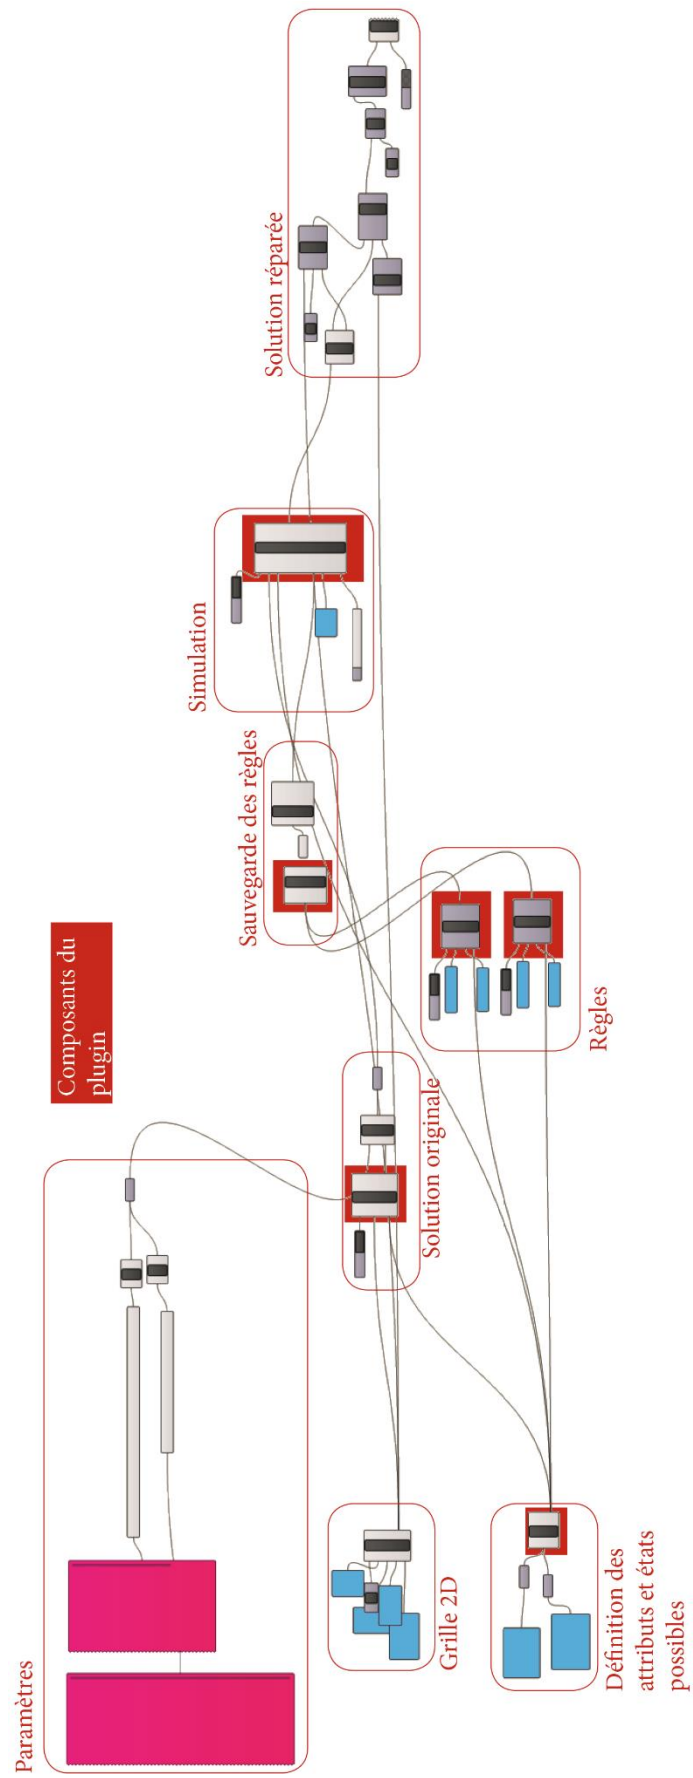 Paramètres
Composants du
plugin
Grille 2D
Définition des
attributs et états
possibles
Solution originale
Règles
Sauvegarde des règles
Simulation
Solution réparée